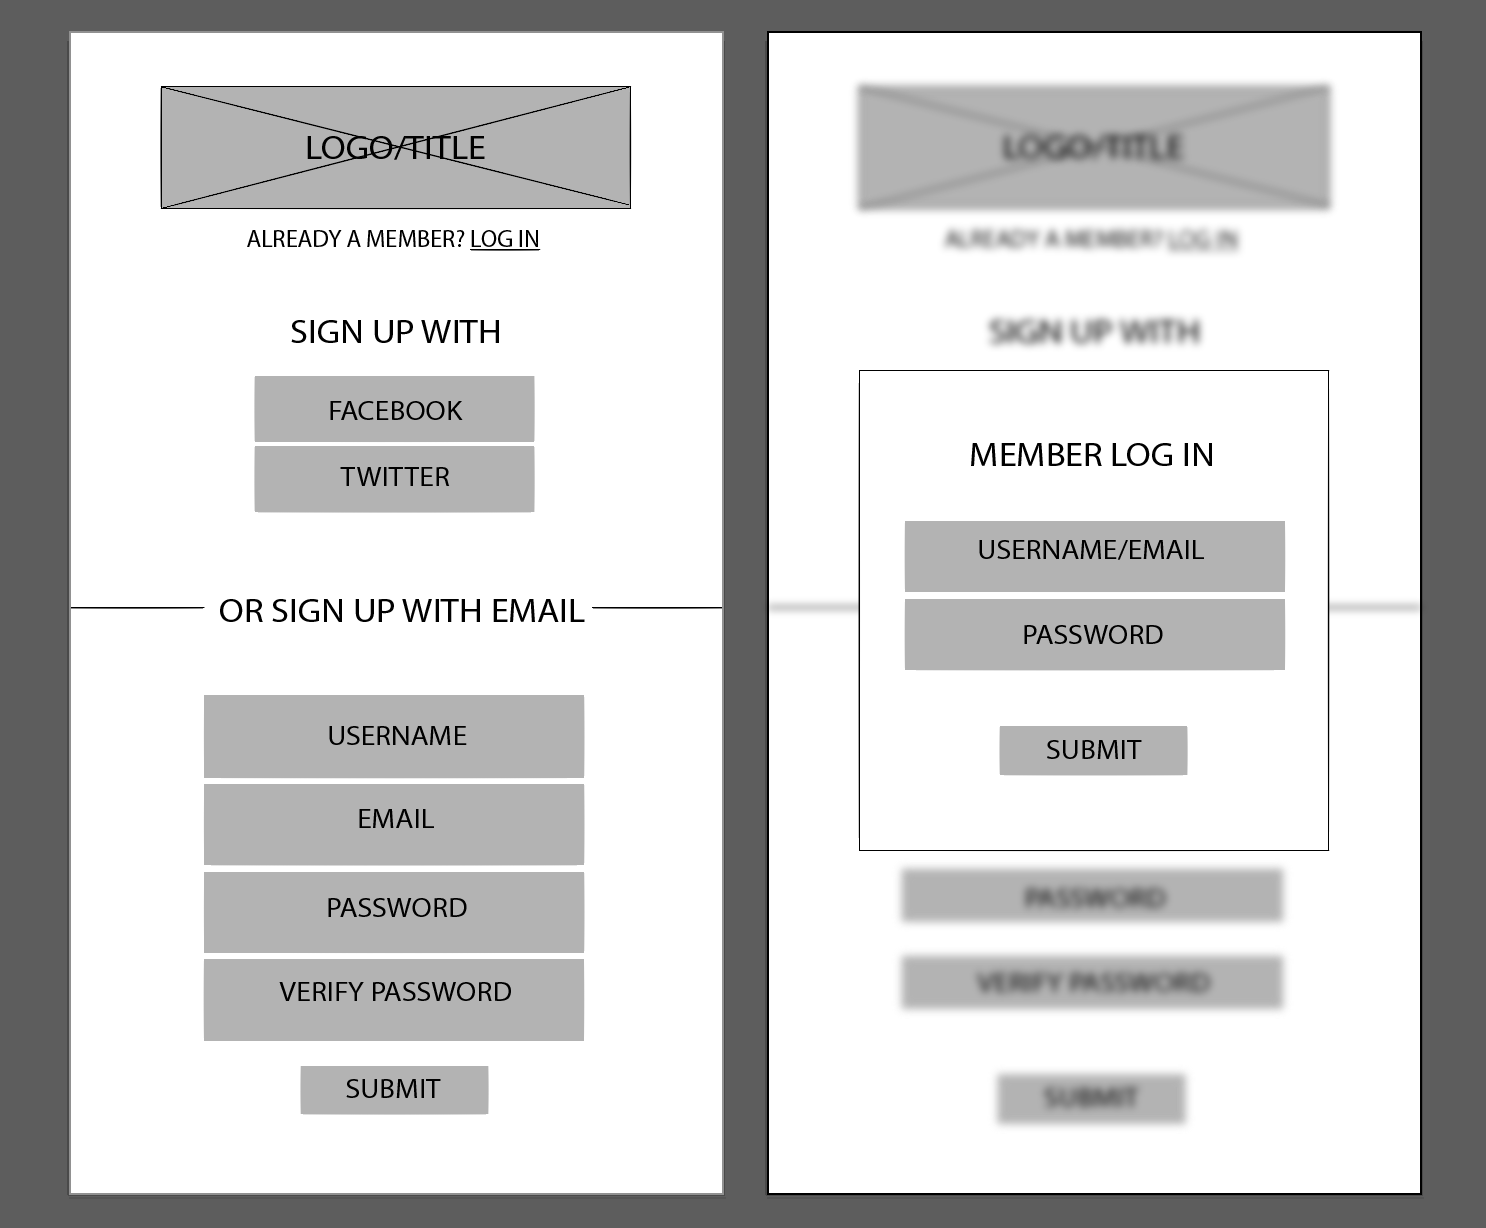 LOGO/TITLE
ALREADY A MEMBER? LOG IN
SIGN UP WITH
FACEBOOK
TWITTER
OR SIGN UP WITH EMAIL
USERNAME
EMAIL
PASSWORD
VERIFY PASSWORD
SUBMIT
LOGO/TITLE
ALREADY A MEMBER? LOG IN
SIGN UP WITH
MEMBER LOG IN
USERNAME/EMAIL
PASSWORD
SUBMIT
PASSWORD
VERIFY PASSWORD
SUBMIT